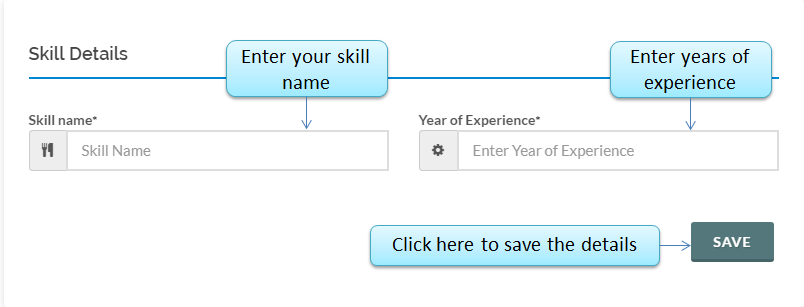 Skill Details
Enter your skill
name
Enter years of
experience
Skill name*
Year of Experience*
Skill Name
Enter Year of Experience
Click here to save the details
SAVE